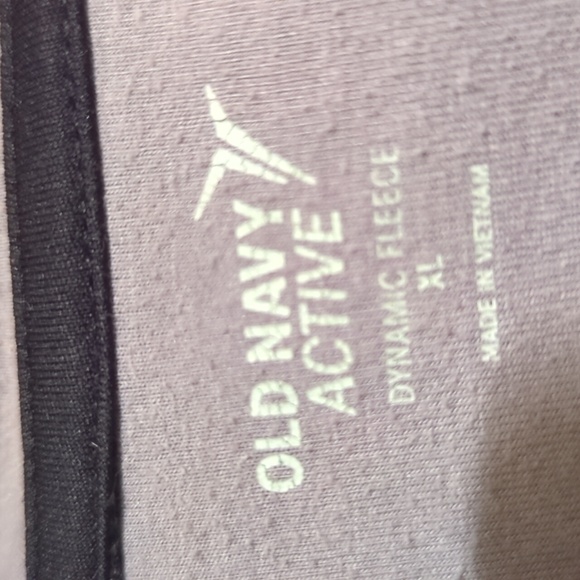 OLD NAVY
ACTIVE
DYNAMIC FLEECE
XL
MADE IN VIETNAM